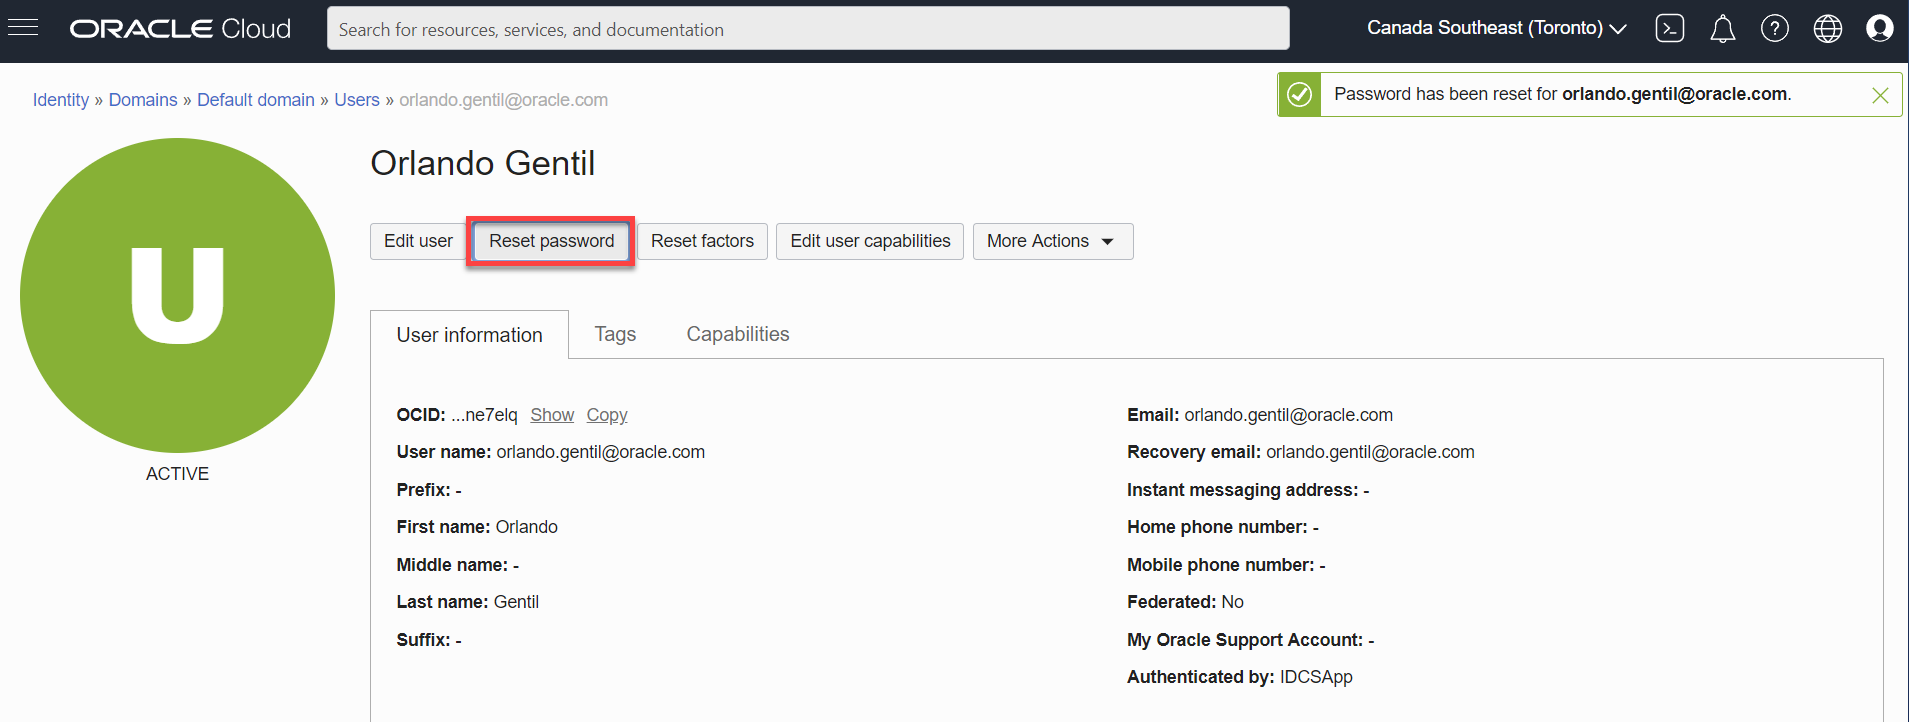 ORACLE Cloud
Search for resources, services, and documentation
Canada Southeast (Toronto)
Identity » Domains » Default domain » Users » orlando.gentil@oracle.com
Password has been reset for orlando.gentil@oracle.com.
U
ACTIVE
Orlando Gentil
Edit user
Reset password
Reset factors
Edit user capabilities
More Actions
User information
Tags
Capabilities
OCID: ...ne7elq Show Copy
User name: orlando.gentil@oracle.com
Prefix: -
First name: Orlando
Middle name: -
Last name: Gentil
Suffix: -
Email: orlando.gentil@oracle.com
Recovery email: orlando.gentil@oracle.com
Instant messaging address: -
Home phone number: -
Mobile phone number: -
Federated: No
My Oracle Support Account: -
Authenticated by: IDCSApp